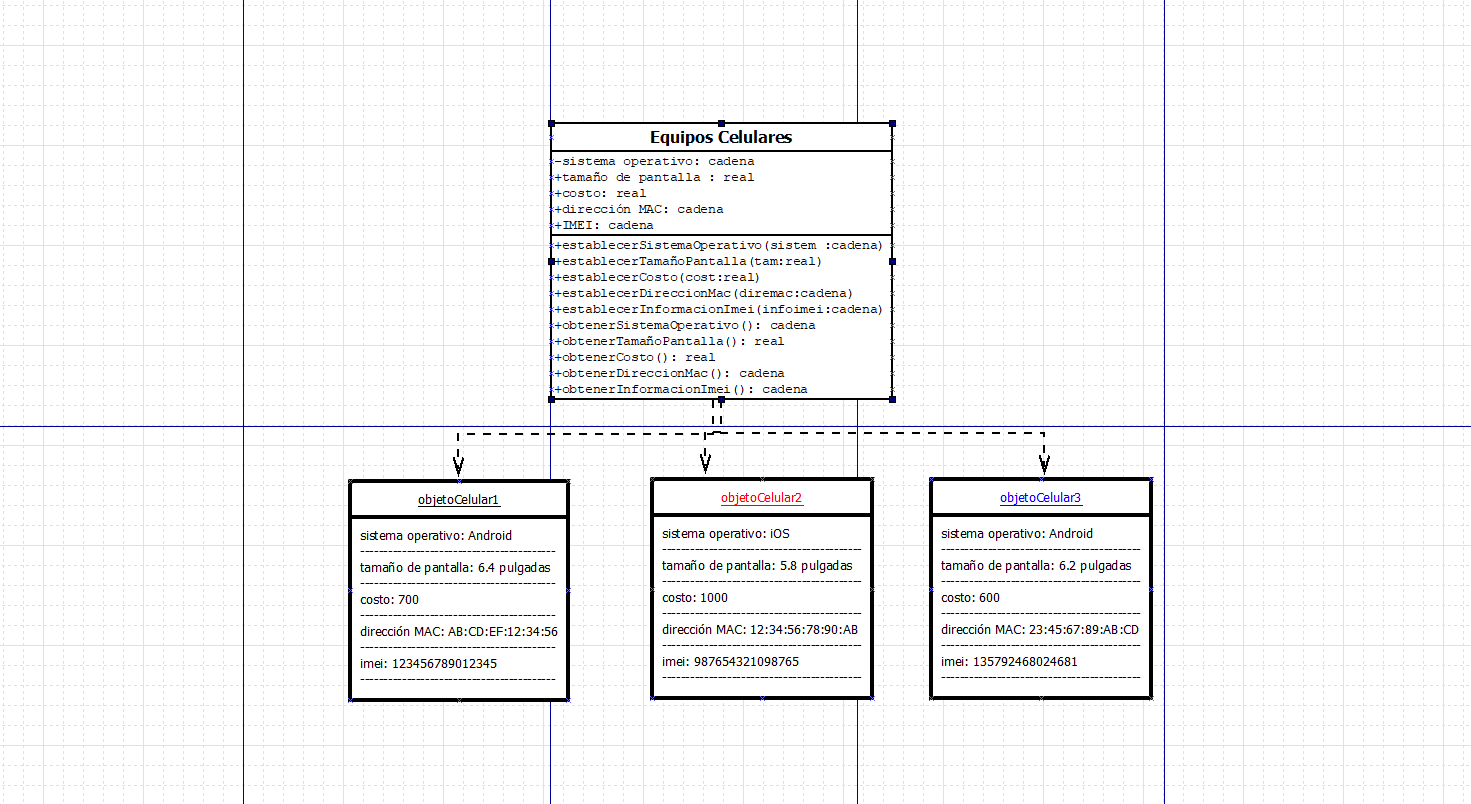 Equipos Celulares
-sistema operativo: cadena
+tamaño de pantalla : real
+costo: real
+dirección MAC: cadena
+IMEI: cadena
+establecerSistemaOperativo(sistem :cadena)
+establecerTamañoPantalla(tam:real)
+establecerCosto(cost:real)
+establecerDireccionMac(diremac:cadena)
+establecerInformacionImei(infoimei:cadena)
+obtenerSistemaOperativo(): cadena
+obtenerTamañoPantalla(): real
+obtenerCosto(): real
+obtenerDireccionMac(): cadena
+obtenerInformacionImei(): cadena
objetoCelular1
sistema operativo: Android
tamaño de pantalla: 6.4 pulgadas
costo: 700
dirección MAC: AB:CD:EF:12:34:56
imei: 123456789012345
objetoCelular2
sistema operativo: iOS
tamaño de pantalla: 5.8 pulgadas
costo: 1000
dirección MAC: 12:34:56:78:90:AB
imei: 987654321098765
objetoCelular3
sistema operativo: Android
tamaño de pantalla: 6.2 pulgadas
costo: 600
dirección MAC: 23:45:67:89:AB:CD
imei: 135792468024681